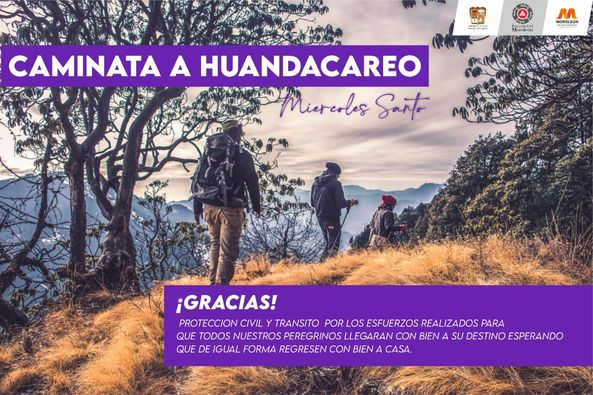 CAMINATA A HUANDACAREO
Miercoles Santo
MOROLEÓN
¡GRACIAS!
PROTECCION CIVIL Y TRANSITO POR LOS ESFUERZOS REALIZADOS PARA
QUE TODOS NUESTROS PEREGRINOS LLEGARAN CON BIEN A SU DESTINO ESPERANDO
QUE DE IGUAL FORMA REGRESEN CON BIEN A CASA.